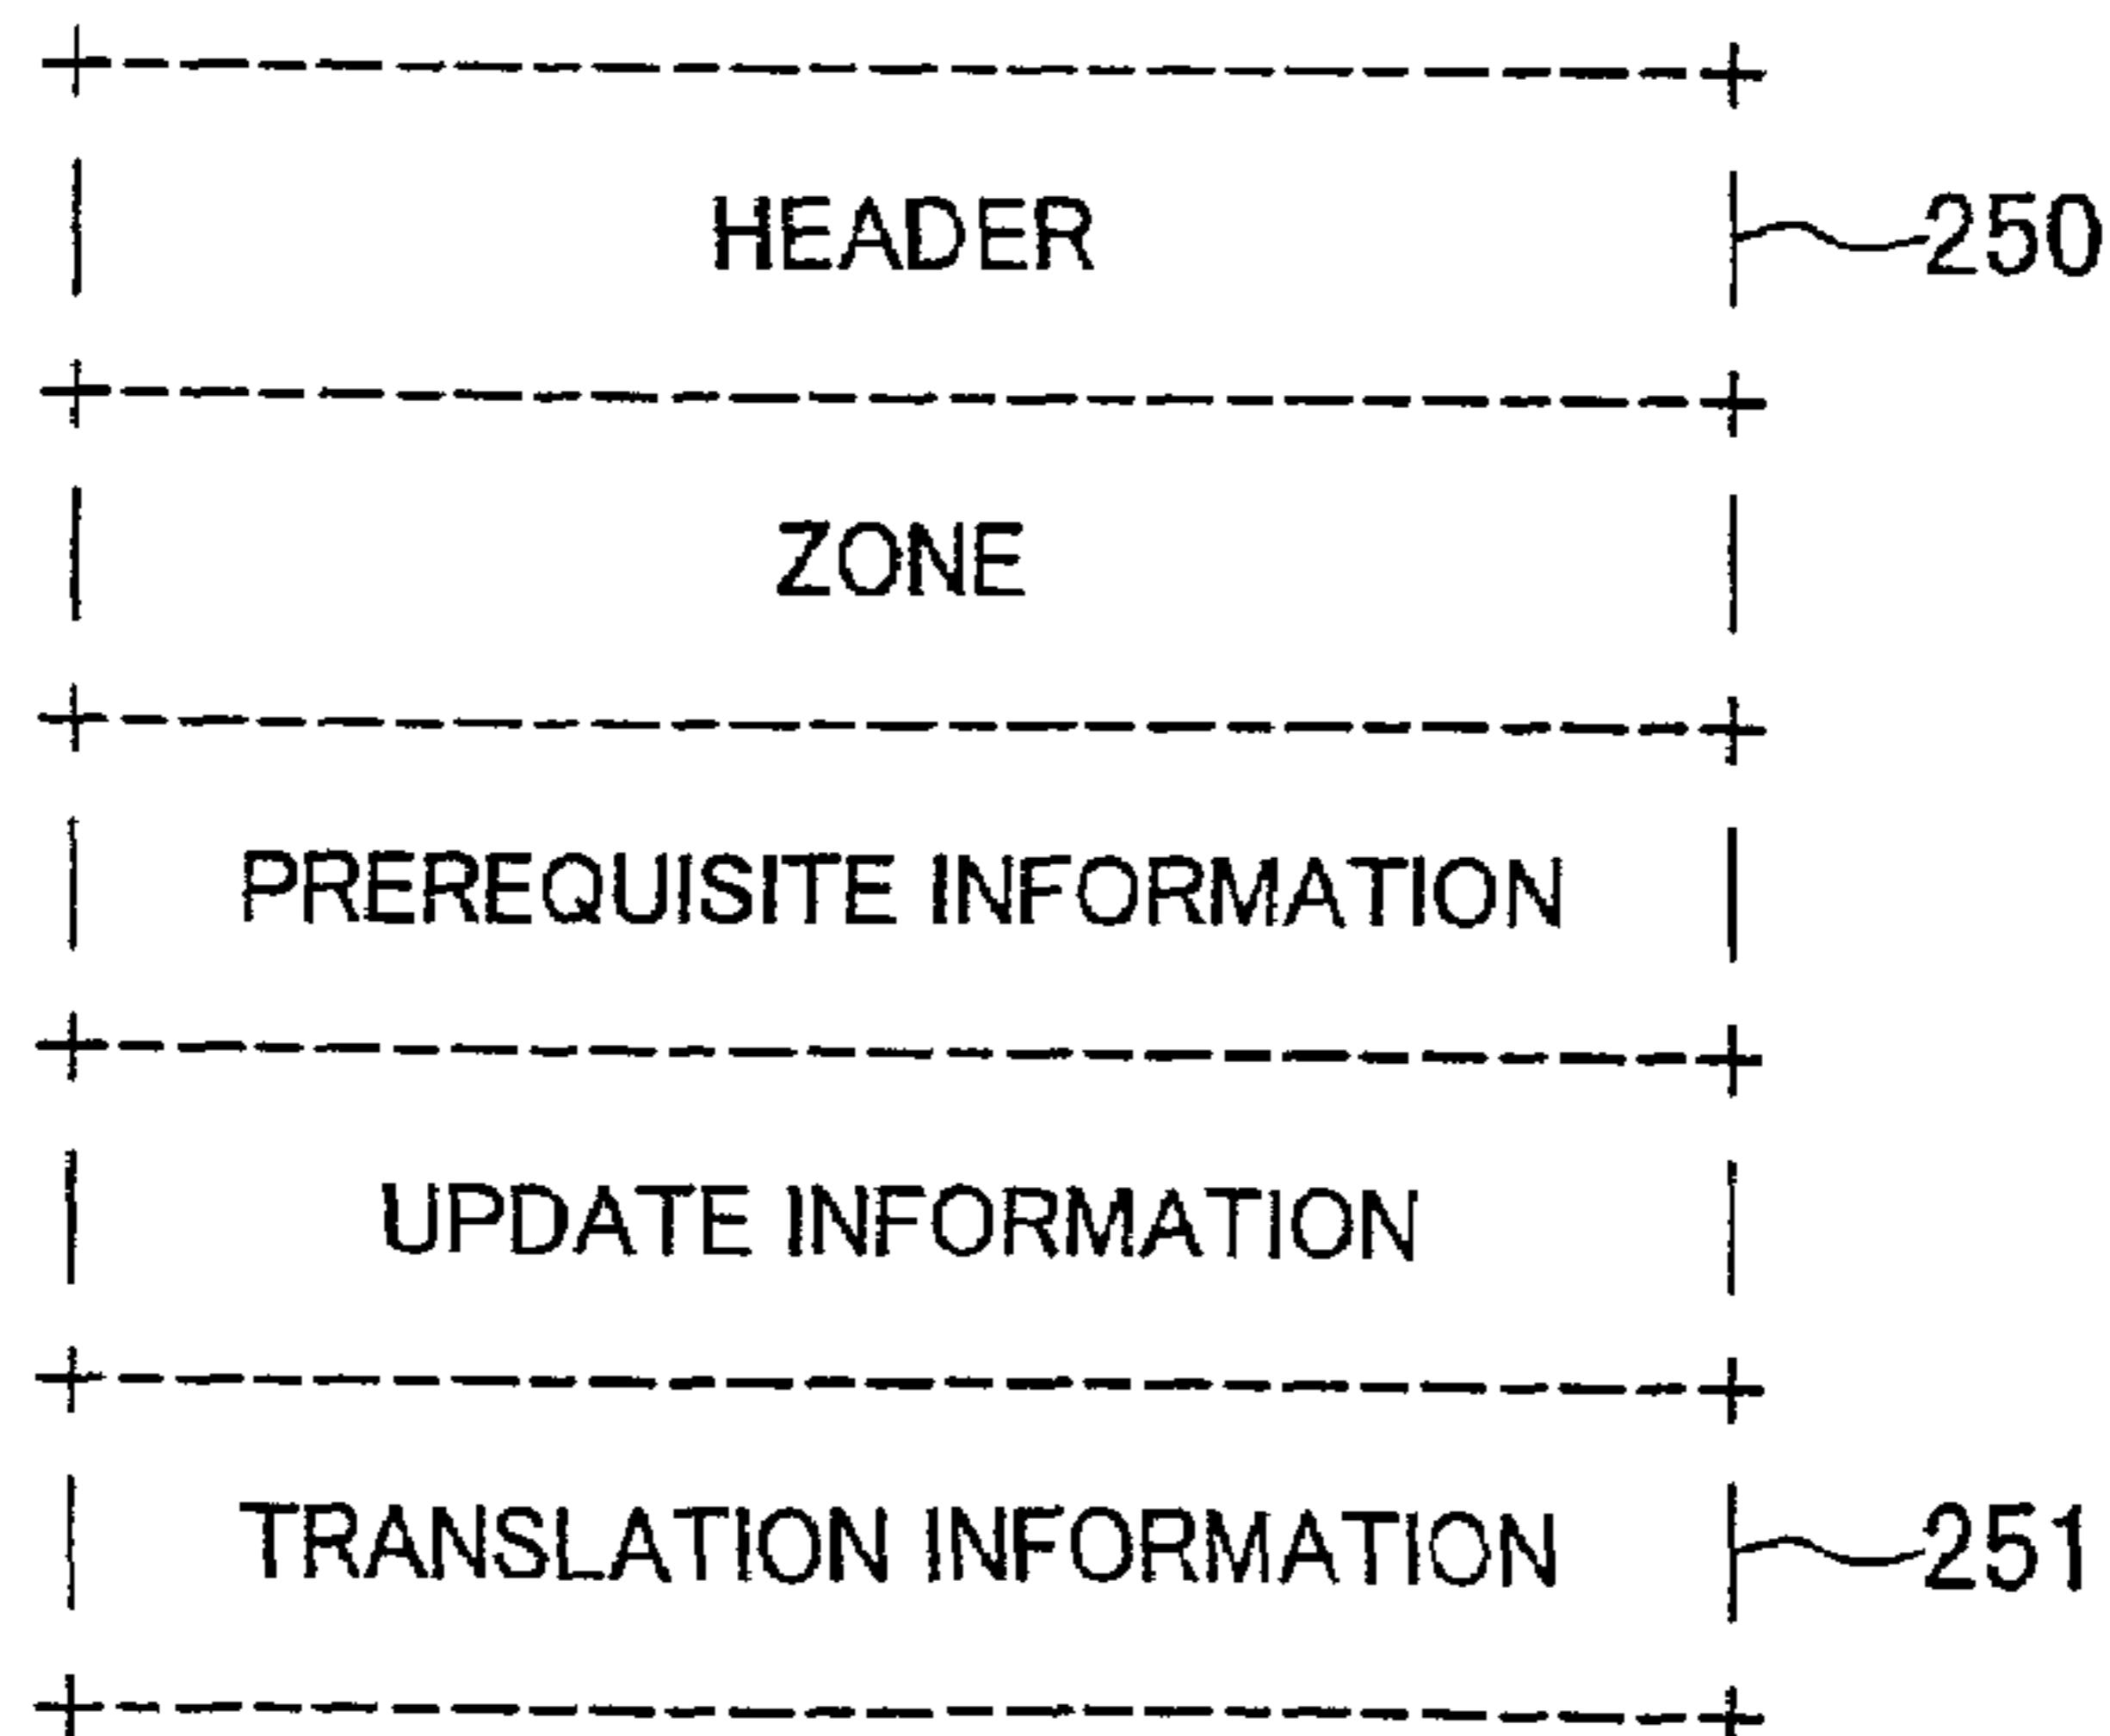 HEADER 250
ZONE
PREREQUISITE INFORMATION
UPDATE INFORMATION
TRANSLATION INFORMATION 251